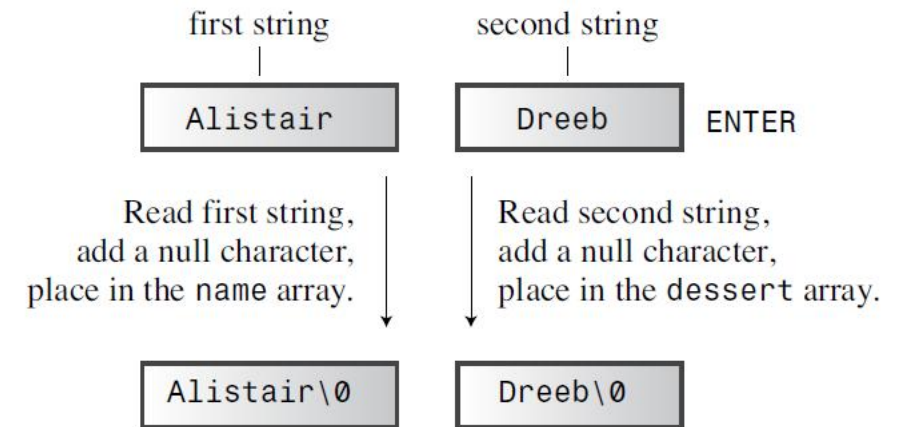 first string
second string
Alistair
Dreeb
ENTER
Read first string,
add a null character,
place in the name array.
Read second string,
add a null character,
place in the dessert array.
Alistair\0
Dreeb\0